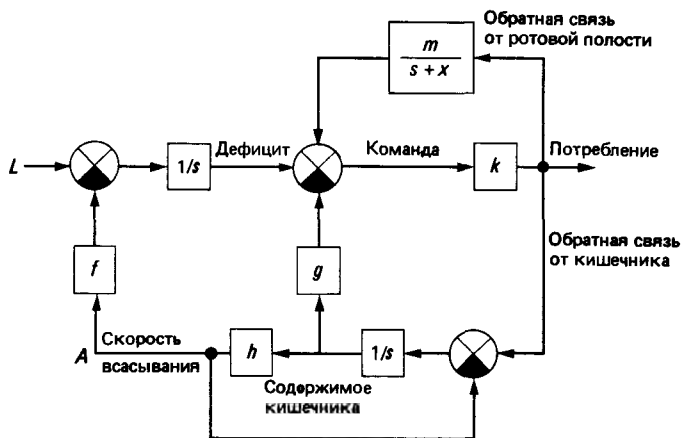 Обратная связь
от ротовой полости
m
s + x
L
1/s
Дефицит
Команда
k
Потребление
Обратная связь
от кишечника
f
g
A
Скорость
всасывания
h
1/s
Содержимое
кишечника